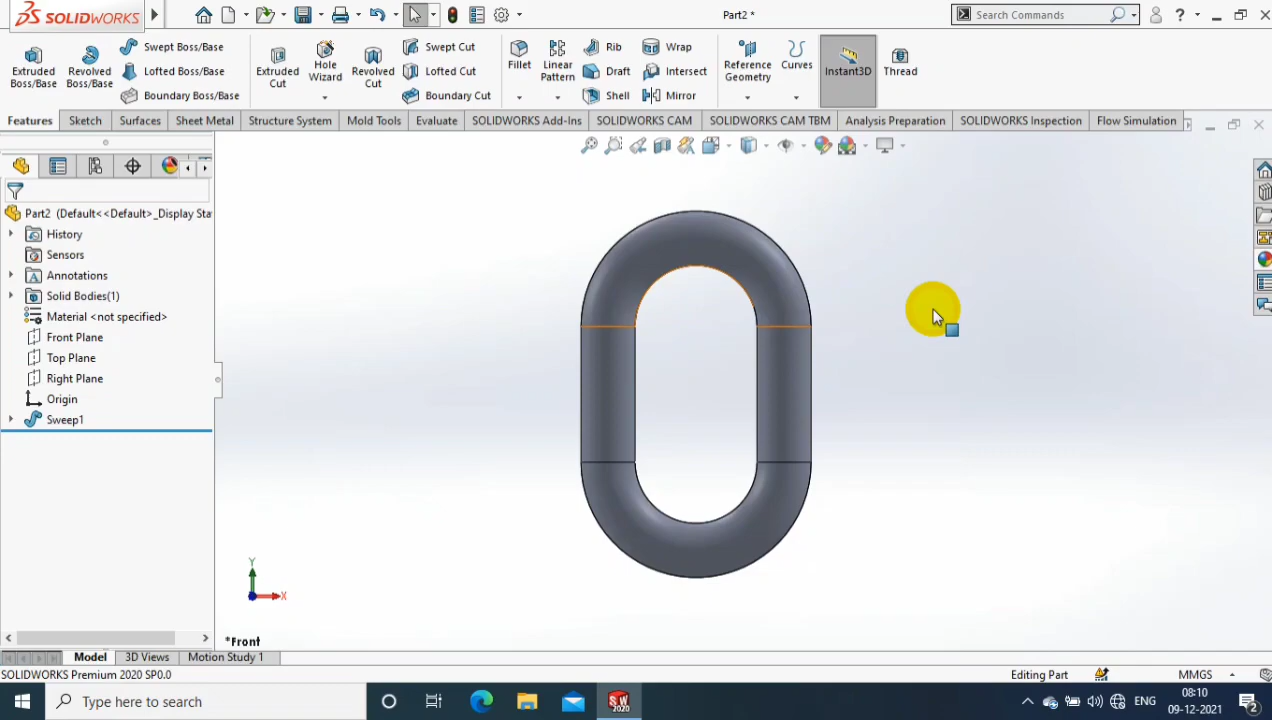 SOLIDWORKS
Part2 *
Search Commands
Extruded Boss/Base
Revolved Boss/Base
Swept Boss/Base
Lofted Boss/Base
Boundary Boss/Base
Extruded Cut
Hole Wizard
Revolved Cut
Swept Cut
Lofted Cut
Boundary Cut
Fillet
Linear Pattern
Rib
Draft
Shell
Wrap
Intersect
Mirror
Reference Geometry
Curves
Instant3D
Thread
Features
Sketch
Surfaces
Sheet Metal
Structure System
Mold Tools
Evaluate
SOLIDWORKS Add-Ins
SOLIDWORKS CAM
SOLIDWORKS CAM TBM
Analysis Preparation
SOLIDWORKS Inspection
Flow Simulation
Part2 (Default<<Default>_Display Sta
History
Sensors
Annotations
Solid Bodies(1)
Material <not specified>
Front Plane
Top Plane
Right Plane
Origin
Sweep1
Y
X
*Front
Model
3D Views
Motion Study 1
SOLIDWORKS Premium 2020 SP0.0
Editing Part
MMGS
Type here to search
SW
2020
ENG
08:10
09-12-2021
2